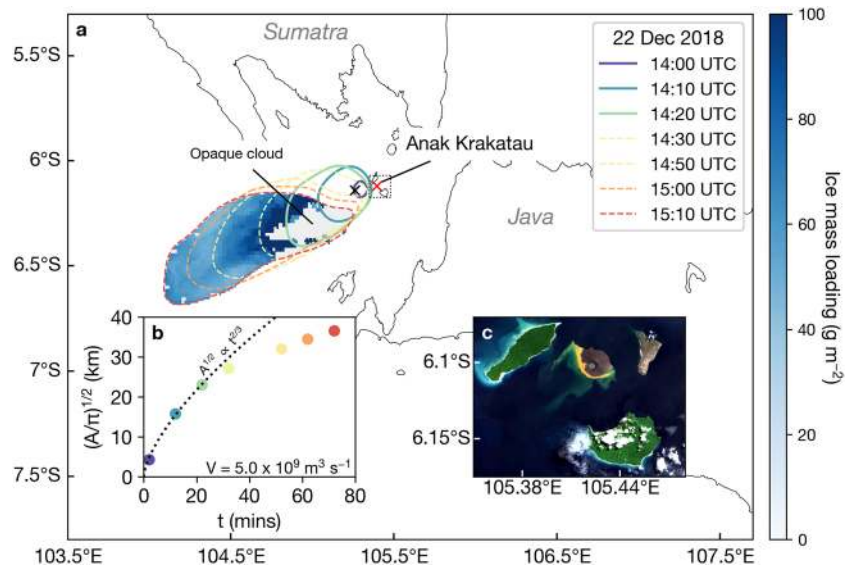 a
Sumatra
22 Dec 2018
14:00 UTC
14:10 UTC
14:20 UTC
14:30 UTC
14:50 UTC
15:00 UTC
15:10 UTC
Opaque cloud
Anak Krakatau
Java
5.5°S
6°S
6.5°S
7°S
7.5°S
103.5°E
104.5°E
105.5°E
106.5°E
107.5°E
b
A^1/2 ∝ t^2/3
(A/π)^1/2 (km)
40
30
20
10
0
V = 5.0 x 10⁹ m³ s⁻¹
0 20 40 60 80
t (mins)
c
6.1°S
6.15°S
105.38°E
105.44°E
100
80
60
40
20
0
Ice mass loading (g m⁻²)